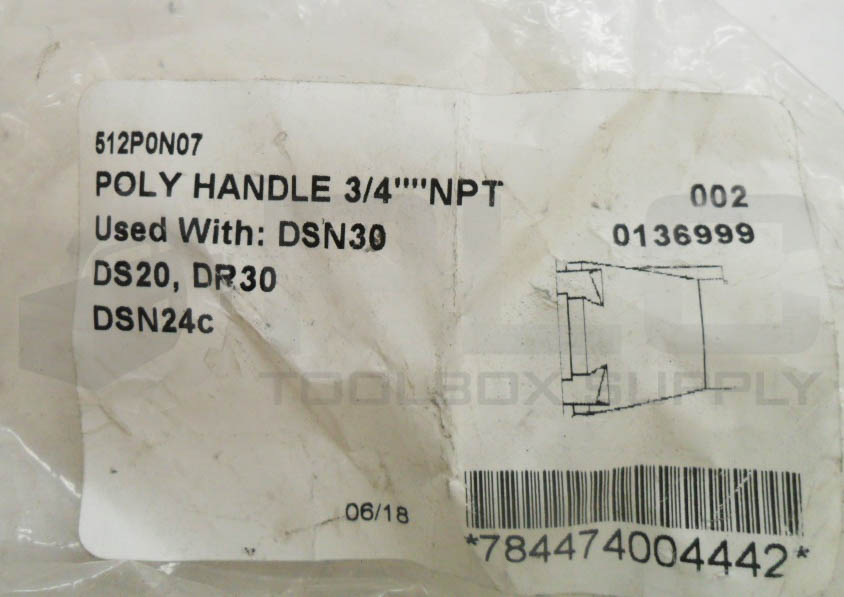 512P0N07
POLY HANDLE 3/4""NPT
Used With: DSN30
DS20, DR30
DSN24c
002
0136999
06/18
*784474004442*
PLC
TOOLBOX SUPPLY